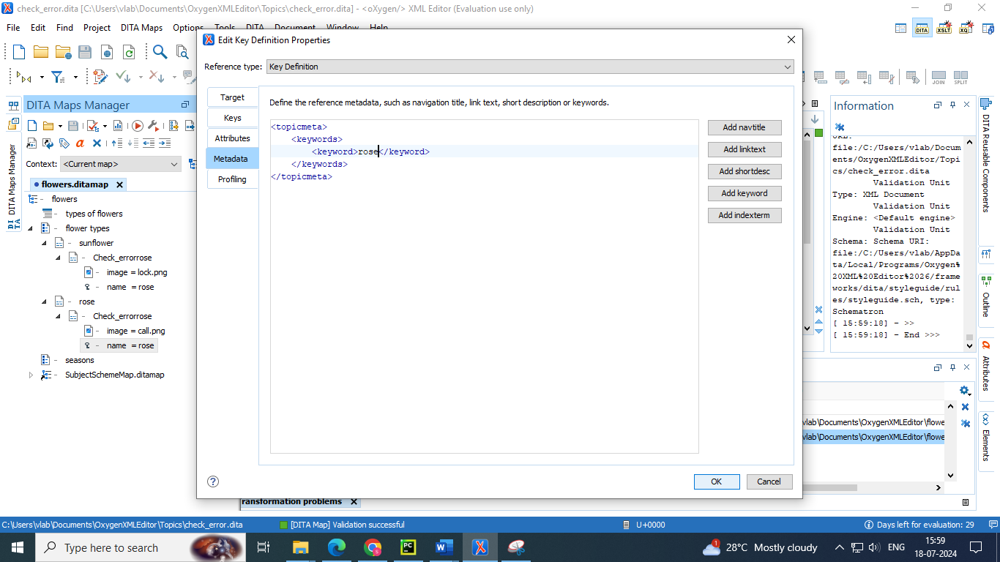 check_error.dita [C:\Users\vlab\Documents\OxygenXMLEditor\Topics\check_error.dita] - <oXygen/> XML Editor (Evaluation use only)
File Edit Find Project DITA Maps Options Tools DITA Document Window Help
DITA XSLT XQ
JOIN SPLIT
Edit Key Definition Properties
Reference type: Key Definition
Target
Keys
Attributes
Metadata
Profiling
Define the reference metadata, such as navigation title, link text, short description or keywords.
<topicmeta>
<keywords>
<keyword>rose</keyword>
</keywords>
</topicmeta>
Add navtitle
Add linktext
Add shortdesc
Add keyword
Add indexterm
OK Cancel
DITA Maps Manager
DITA Maps Manager
Context: <Current map>
flowers.ditamap
flowers
types of flowers
flower types
sunflower
Check_errorrose
image = lock.png
name = rose
rose
Check_errorrose
image = call.png
name = rose
seasons
SubjectSchemeMap.ditamap
Information
URL:
file:/C:/Users/vlab/Docum
ents/OxygenXMLEditor/Topi
cs/check_error.dita
Validation Unit
Type: XML Document
Validation Unit
Engine: <Default engine>
Validation Unit
Schema: Schema URI:
file:/C:/Users/vlab/AppDa
ta/Local/Programs/Oxygen%
20XML%20Editor%2026/frame
works/dita/styleguide/rul
es/styleguide.sch, type:
Schematron
[ 15:59:18] - >>
[ 15:59:18] - End >>>
DITA Reusable Components
Outline
Attributes
Elements
vlab\Documents\OxygenXMLEditor\flowe
vlab\Documents\OxygenXMLEditor\flowe
ransformation problems
C:\Users\vlab\Documents\OxygenXMLEditor\Topics\check_error.dita [DITA Map] Validation successful U+0000 Days left for evaluation: 29
Type here to search
28°C Mostly cloudy ENG 15:59
18-07-2024